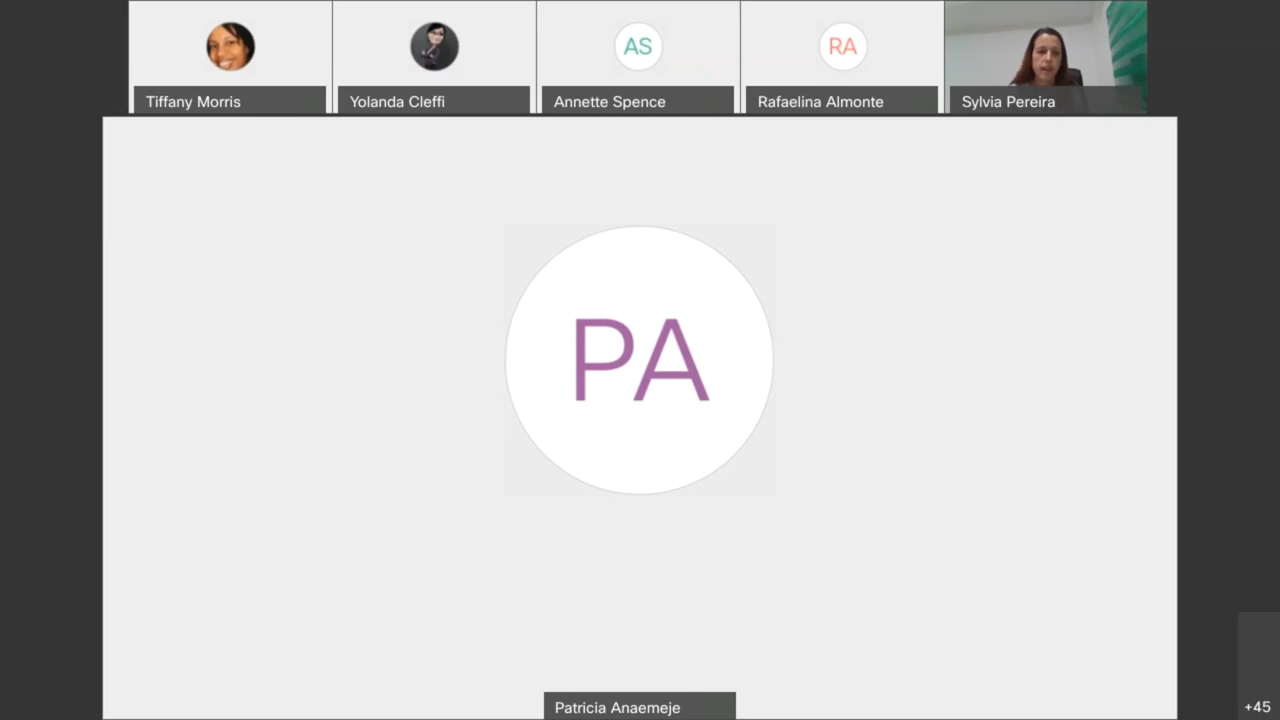 AS
RA
Tiffany Morris
Yolanda Cleffi
Annette Spence
Rafaelina Almonte
Sylvia Pereira
PA
Patricia Anaemeje
+45